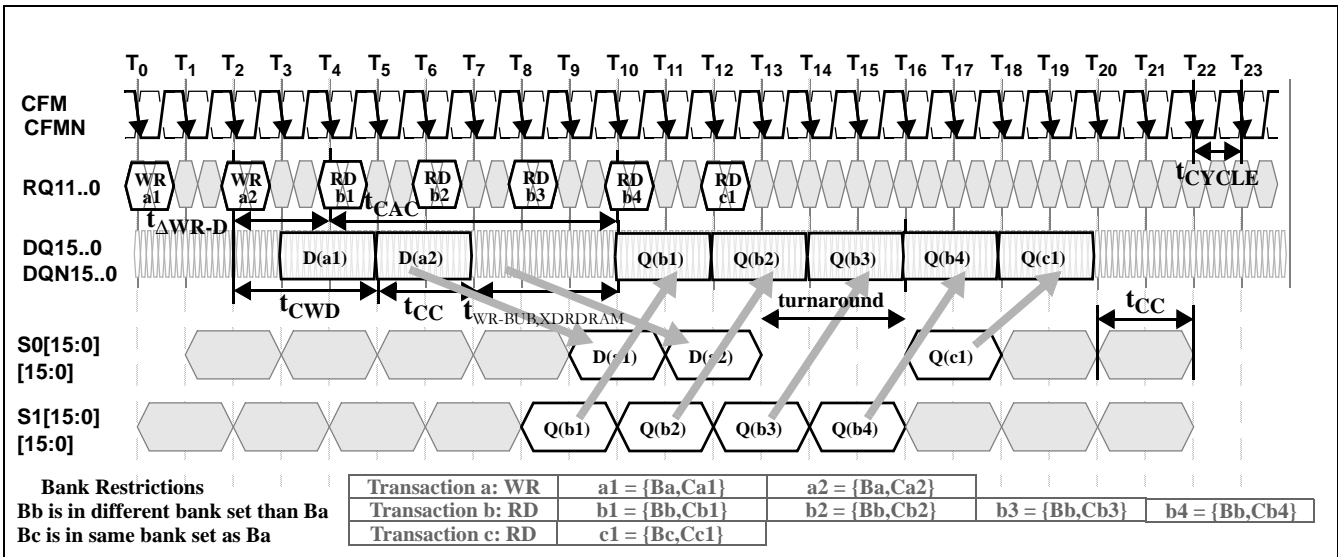 T0 T1 T2 T3 T4 T5 T6 T7 T8 T9 T10 T11 T12 T13 T14 T15 T16 T17 T18 T19 T20 T21 T22 T23
CFM
CFMN
RQ11..0
WR a1
WR a2
RD b1
RD b2
RD b3
RD b4
RD c1
tCYCLE
tΔWR-D
tCAC
DQ15..0
DQN15..0
D(a1) D(a2) Q(b1) Q(b2) Q(b3) Q(b4) Q(c1)
tCWD tCC tWR-BUB,XDRDRAM turnaround tCC
S0[15:0]
[15:0]
D(a1) D(a2) Q(c1)
S1[15:0]
[15:0]
Q(b1) Q(b2) Q(b3) Q(b4)
Bank Restrictions
Bb is in different bank set than Ba
Bc is in same bank set as Ba
Transaction a: WR a1 = {Ba,Ca1} a2 = {Ba,Ca2}
Transaction b: RD b1 = {Bb,Cb1} b2 = {Bb,Cb2} b3 = {Bb,Cb3} b4 = {Bb,Cb4}
Transaction c: RD c1 = {Bc,Cc1}